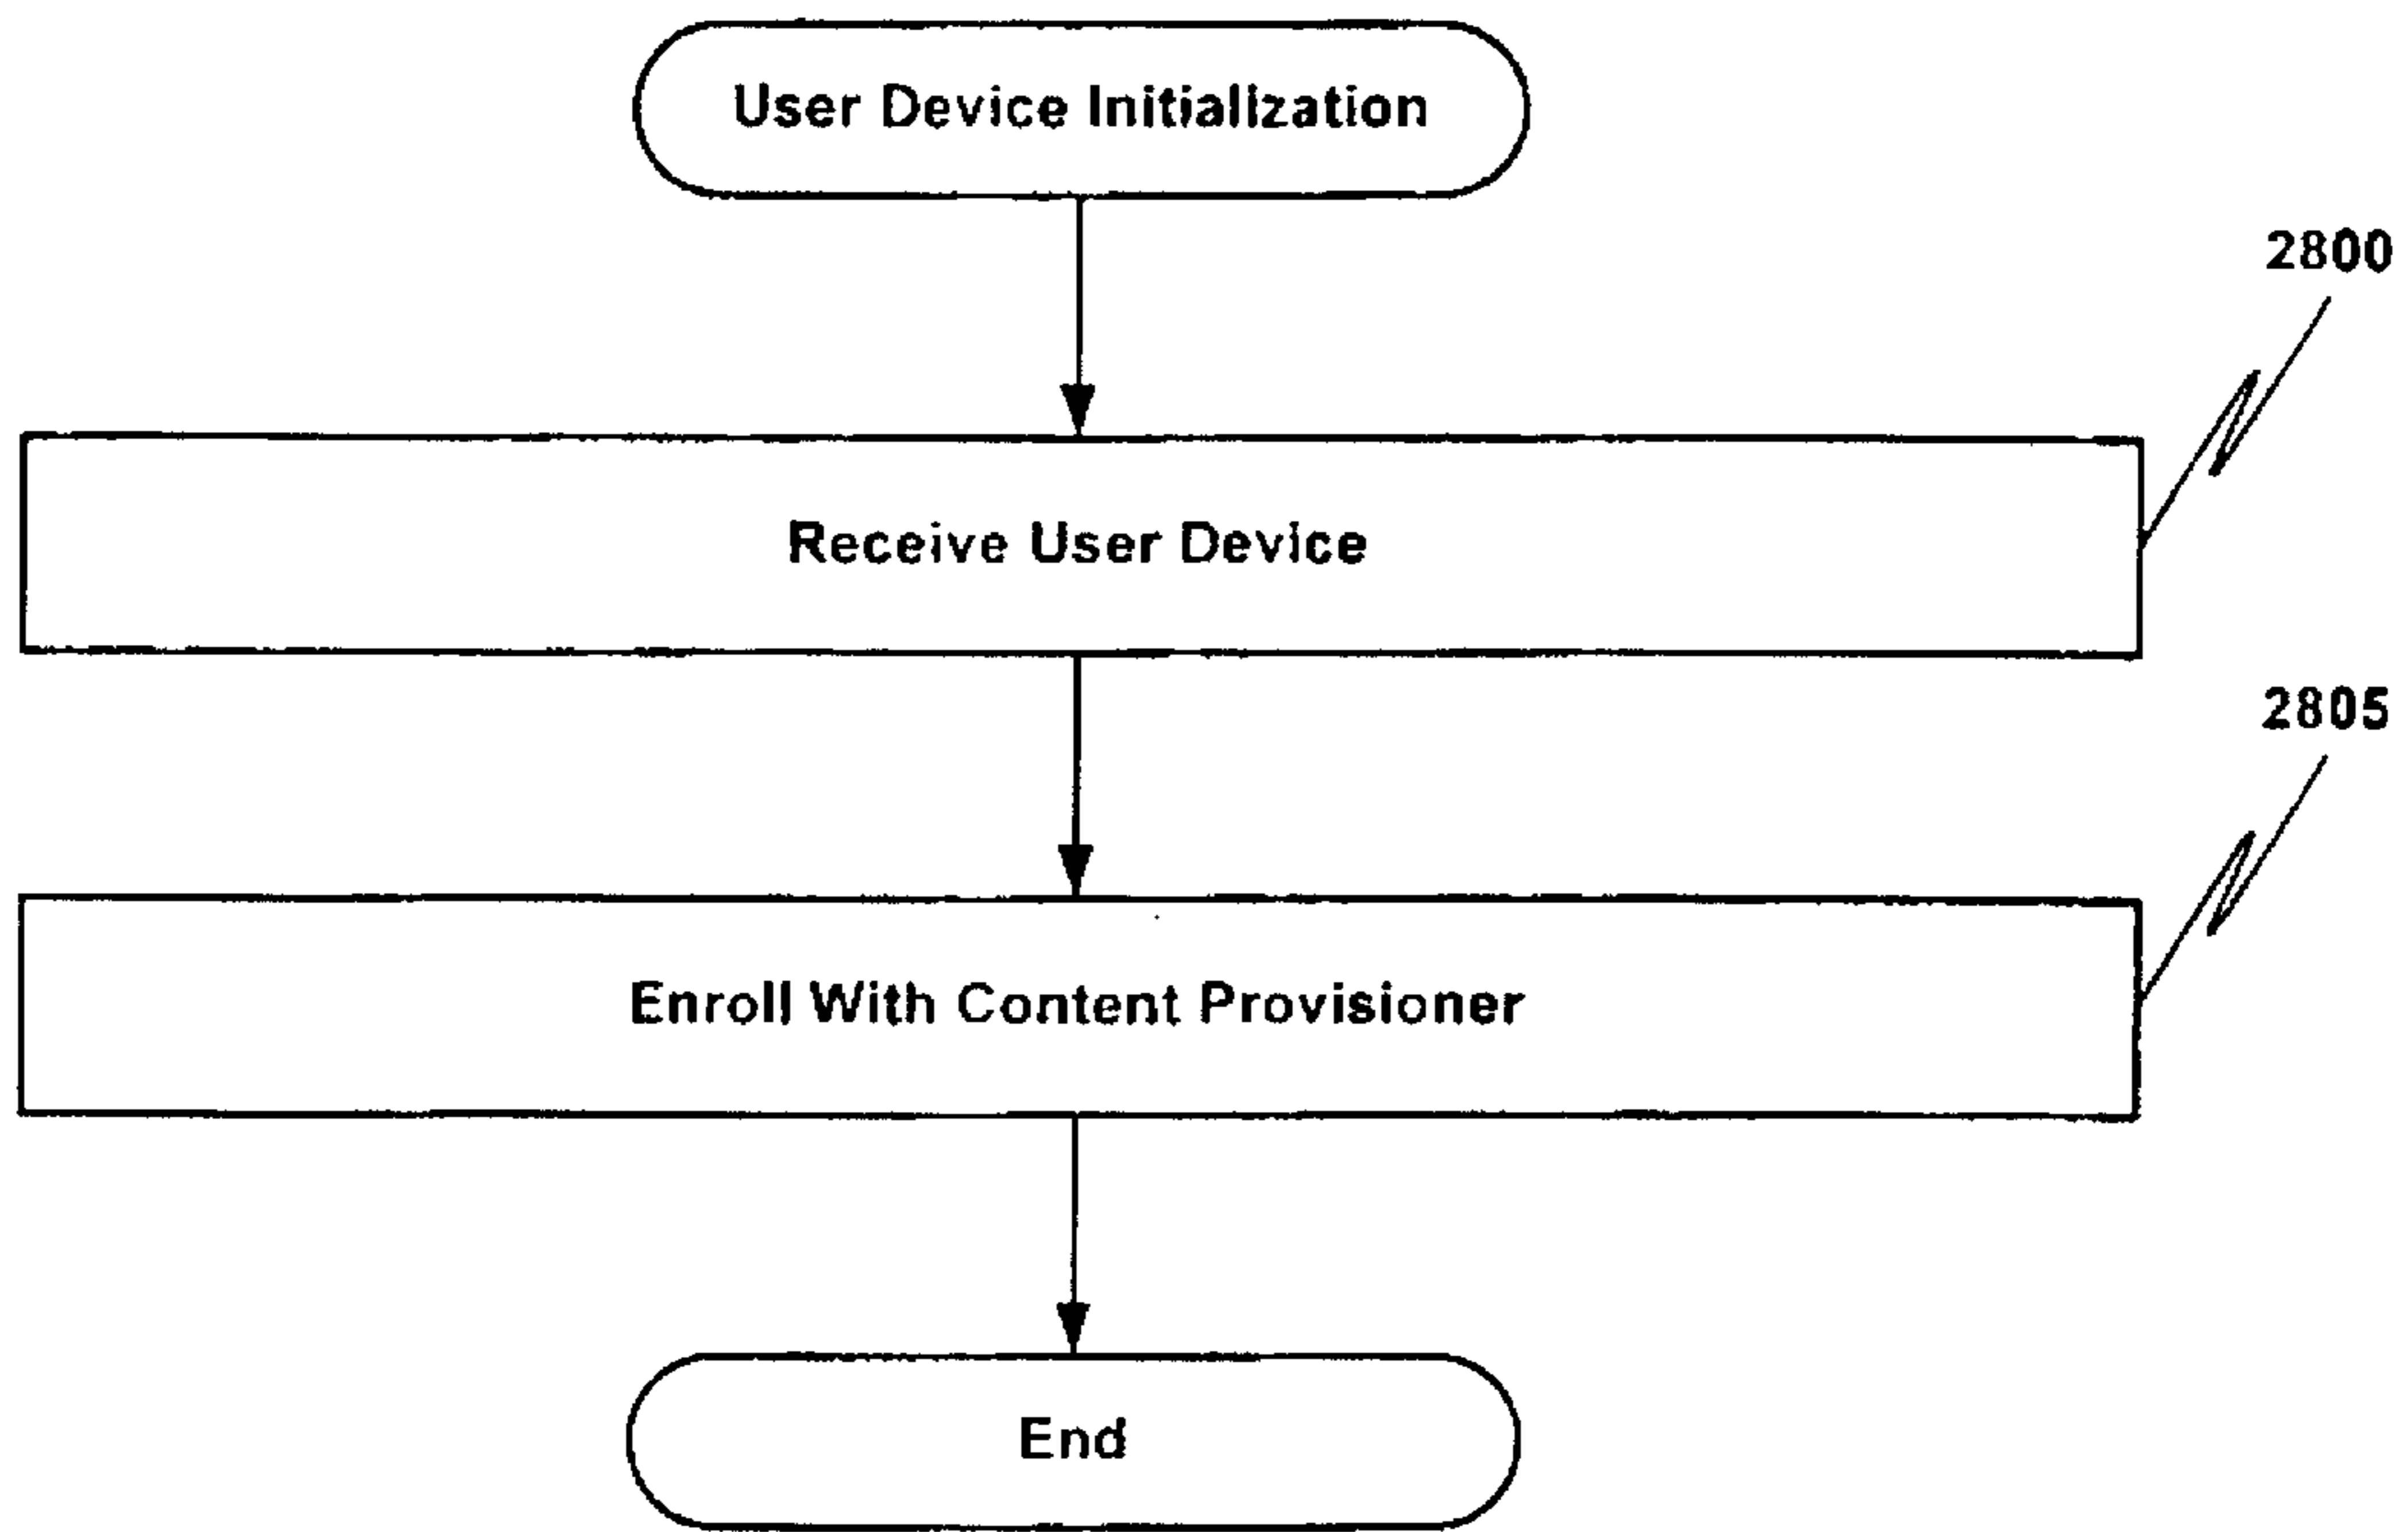 User Device Initialization
2800
Receive User Device
2805
Enroll With Content Provisioner
End